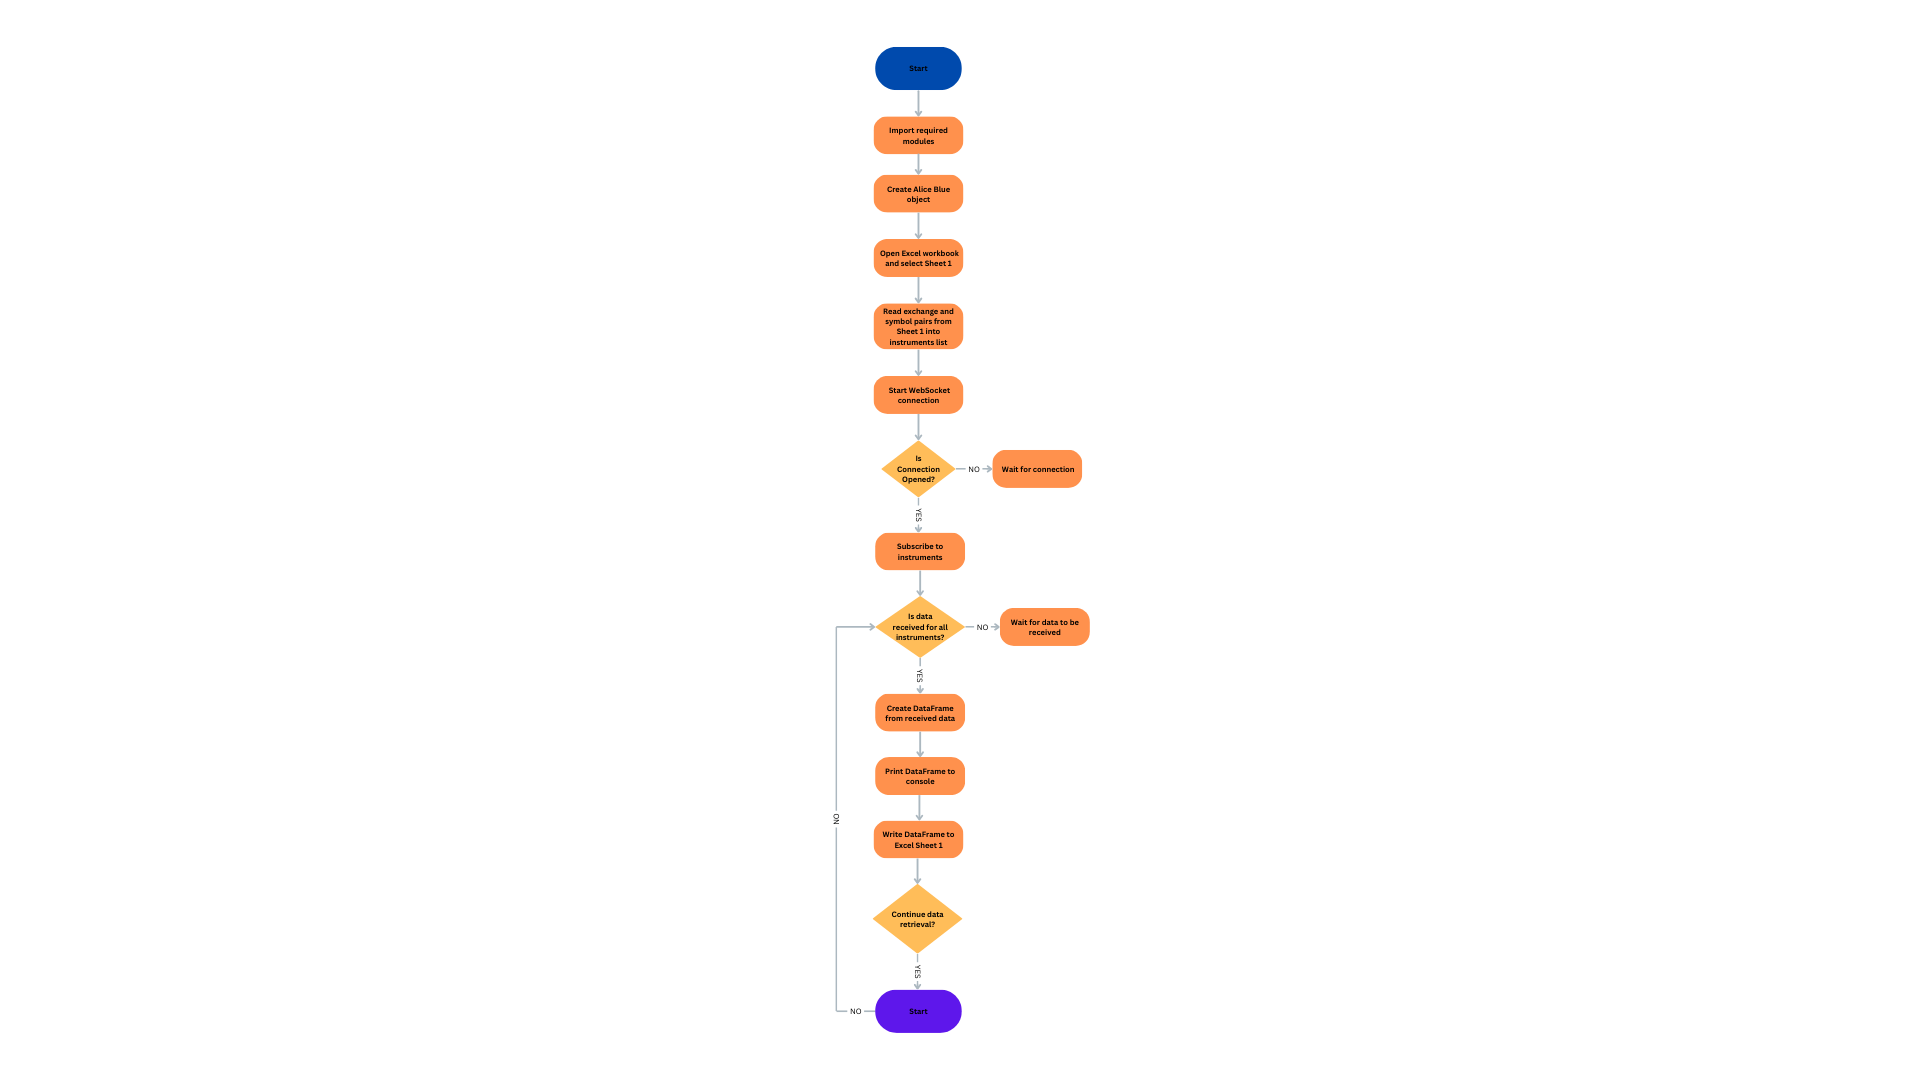 Start
Import required
modules
Create Alice Blue
object
Open Excel workbook
and select Sheet 1
Read exchange and
symbol pairs from
Sheet 1 into
instruments list
Start WebSocket
connection
Is
Connection
Opened?
NO
Wait for connection
YES
Subscribe to
instruments
Is data
received for all
instruments?
NO
Wait for data to be
received
YES
Create DataFrame
from received data
Print DataFrame to
console
NO
Write DataFrame to
Excel Sheet 1
Continue data
retrieval?
YES
NO
Start